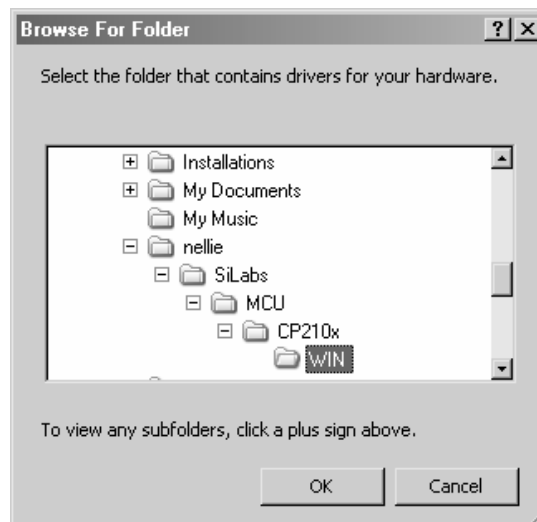 Browse For Folder
Select the folder that contains drivers for your hardware.
Installations
My Documents
My Music
nellie
SiLabs
MCU
CP210x
WIN
To view any subfolders, click a plus sign above.
OK Cancel